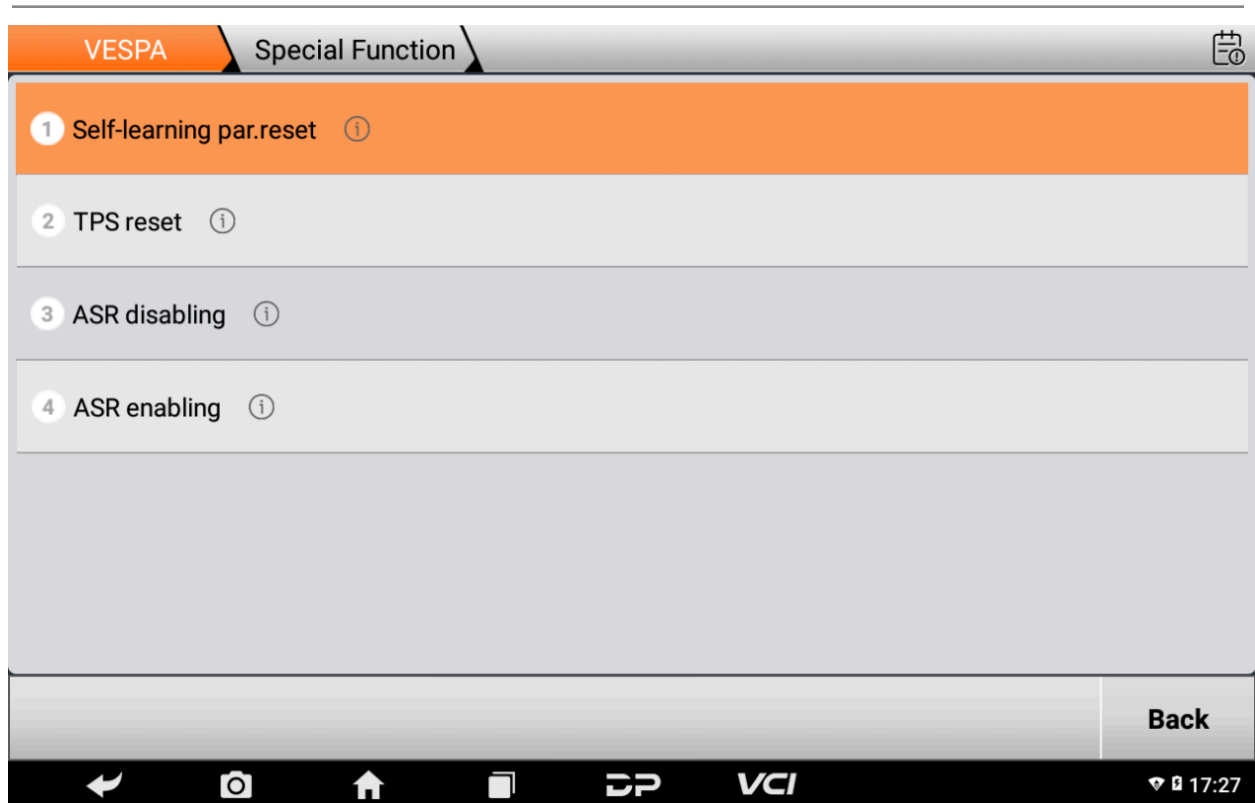 VESPA
Special Function
1 Self-learning par.reset
2 TPS reset
3 ASR disabling
4 ASR enabling
Back
DP
VCI
17:27